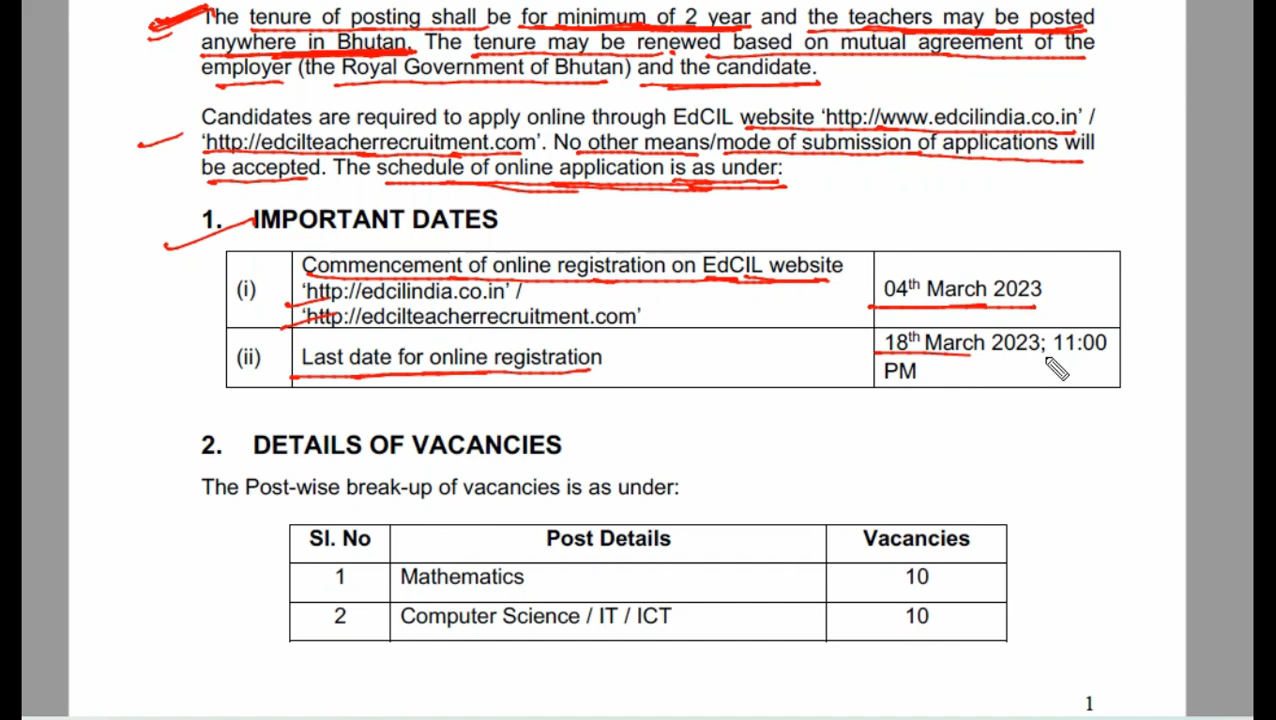 The tenure of posting shall be for minimum of 2 year and the teachers may be posted
anywhere in Bhutan. The tenure may be renewed based on mutual agreement of the
employer (the Royal Government of Bhutan) and the candidate.
Candidates are required to apply online through EdCIL website ‘http://www.edcilindia.co.in’ /
‘http://edcilteacherrecruitment.com’. No other means/mode of submission of applications will
be accepted. The schedule of online application is as under:
1. IMPORTANT DATES
(i) Commencement of online registration on EdCIL website
‘http://edcilindia.co.in’ /
‘http://edcilteacherrecruitment.com’
04th March 2023
(ii) Last date for online registration
18th March 2023; 11:00
PM
2. DETAILS OF VACANCIES
The Post-wise break-up of vacancies is as under:
Sl. No Post Details Vacancies
1 Mathematics 10
2 Computer Science / IT / ICT 10
1